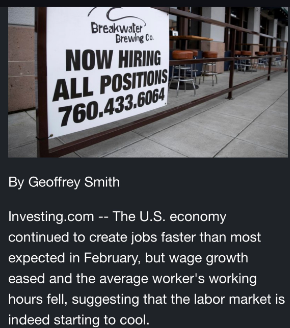 Breakwater
Brewing Co.
NOW HIRING
ALL POSITIONS
760.433.6064
By Geoffrey Smith
Investing.com -- The U.S. economy
continued to create jobs faster than most
expected in February, but wage growth
eased and the average worker's working
hours fell, suggesting that the labor market is
indeed starting to cool.